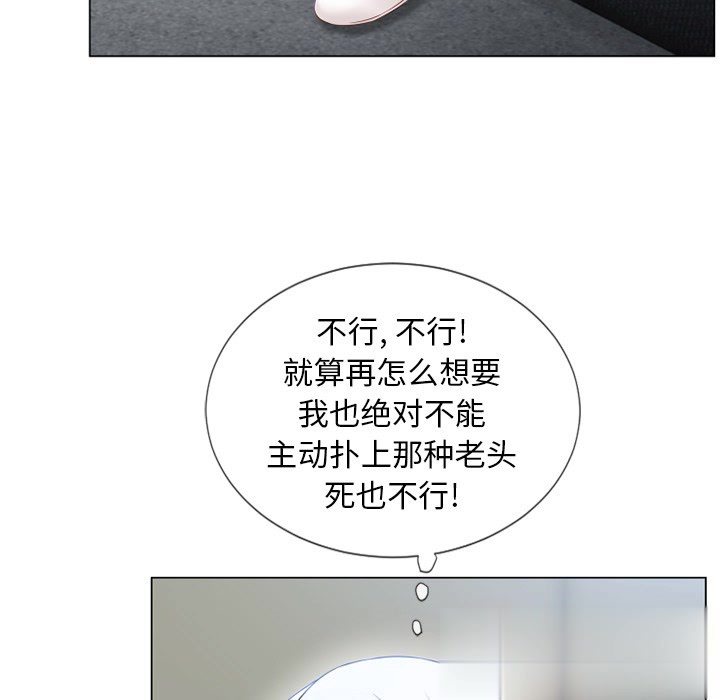 不行, 不行!
就算再怎么想要
我也绝对不能
主动扑上那种老头
死也不行!